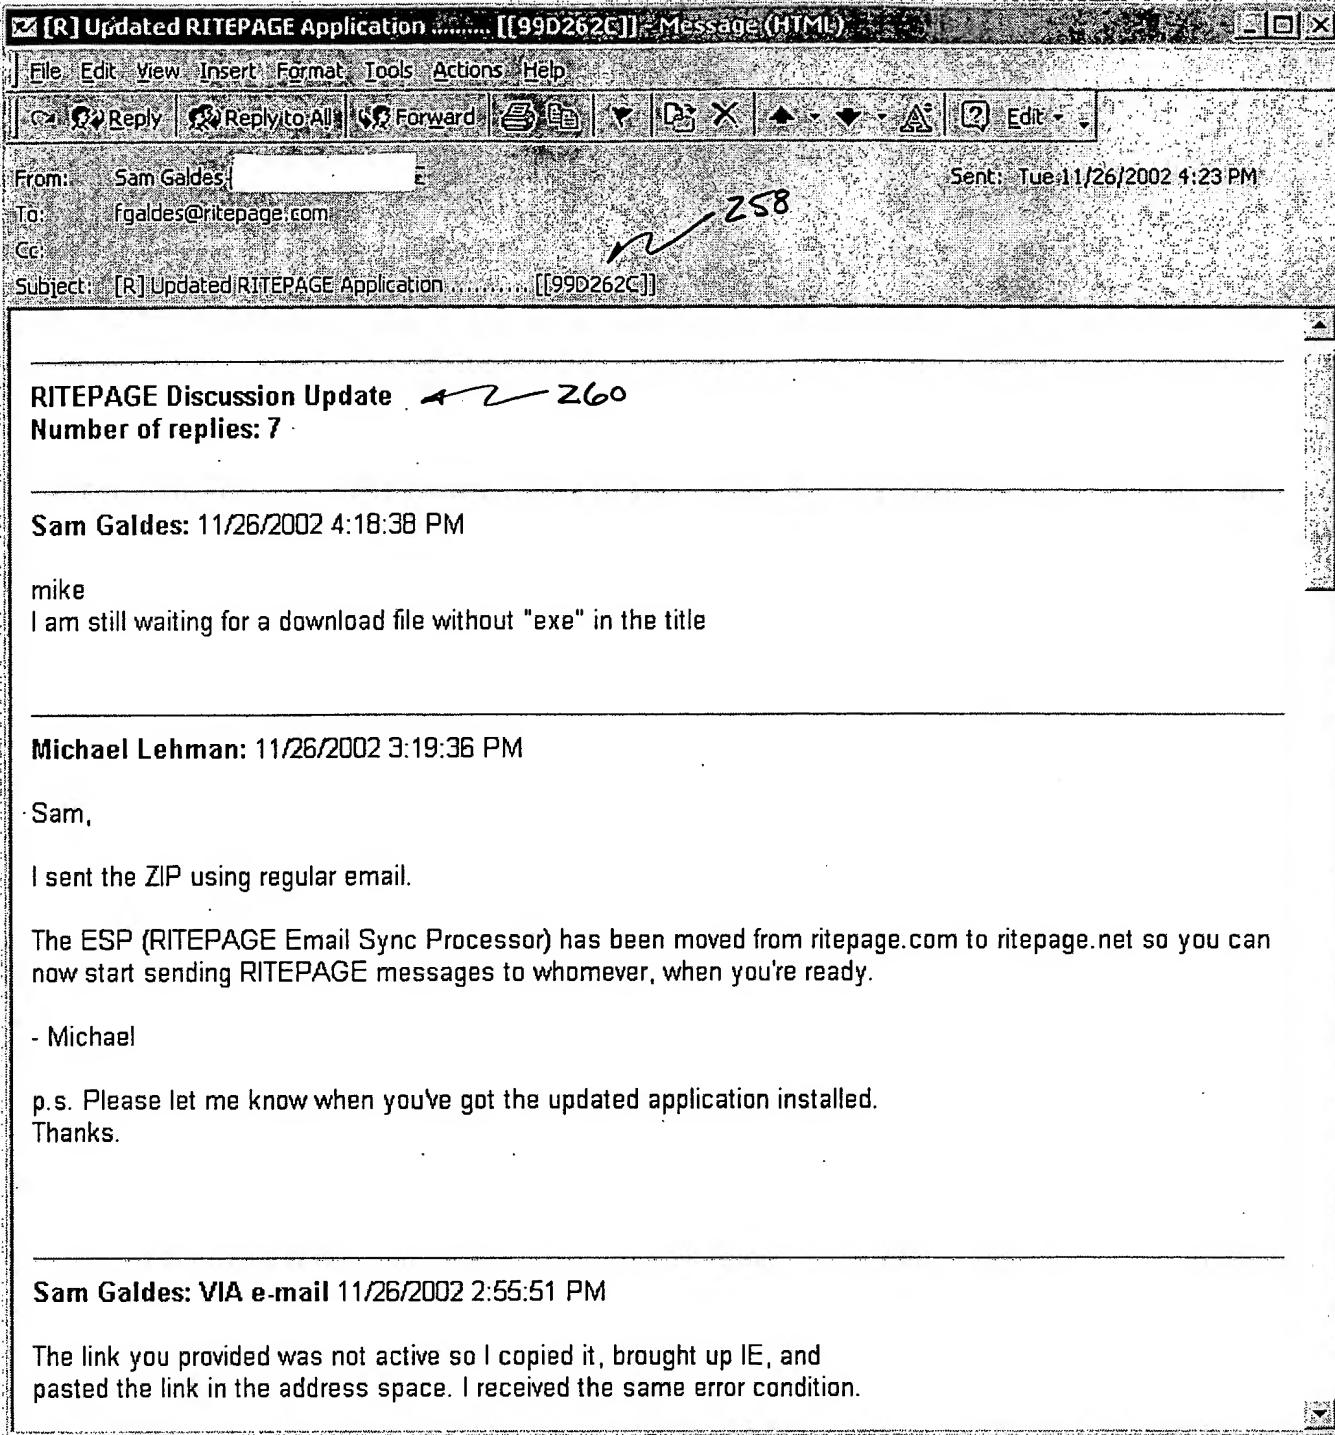 [R] Updated RITEPAGE Application ......... [[99D262C]] - Message (HTML)
File Edit View Insert Format Tools Actions Help
Reply Reply to All Forward Edit
From: Sam Galdes Sent: Tue 11/26/2002 4:23 PM
To: fgaldes@ritepage.com
258
Cc:
Subject: [R] Updated RITEPAGE Application ........... [[99D262C]]
RITEPAGE Discussion Update 260
Number of replies: 7
Sam Galdes: 11/26/2002 4:18:38 PM
mike
I am still waiting for a download file without "exe" in the title
Michael Lehman: 11/26/2002 3:19:36 PM
Sam,
I sent the ZIP using regular email.
The ESP (RITEPAGE Email Sync Processor) has been moved from ritepage.com to ritepage.net so you can
now start sending RITEPAGE messages to whomever, when you're ready.
- Michael
p.s. Please let me know when you've got the updated application installed.
Thanks.
Sam Galdes: VIA e-mail 11/26/2002 2:55:51 PM
The link you provided was not active so I copied it, brought up IE, and
pasted the link in the address space. I received the same error condition.